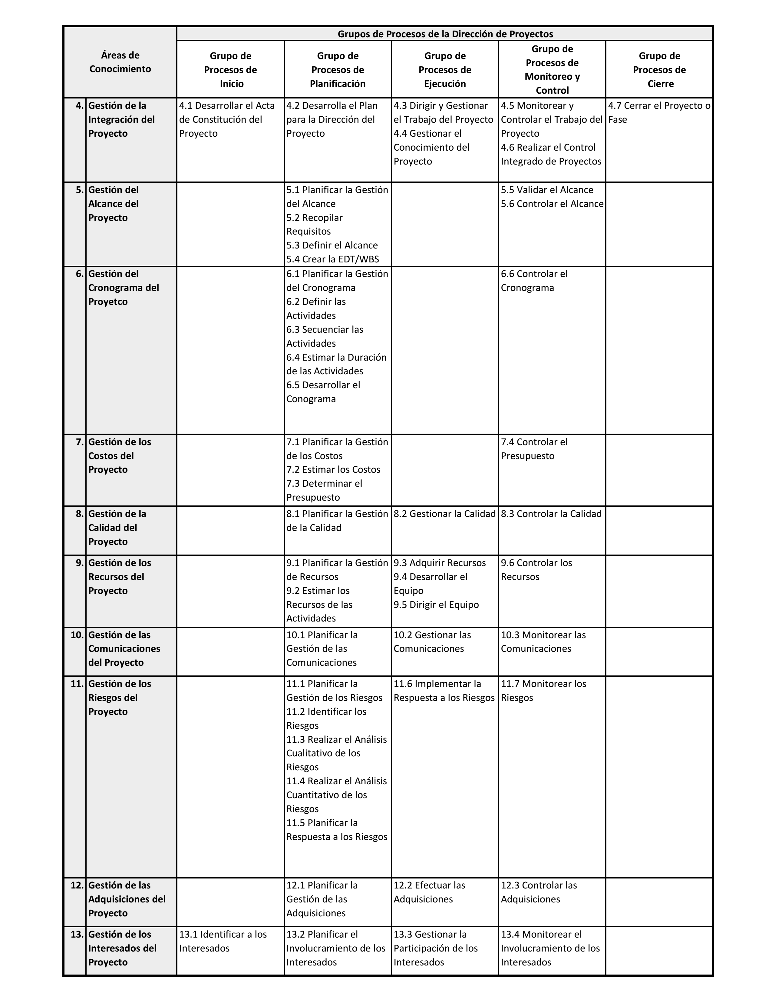 Grupos de Procesos de la Dirección de Proyectos
Áreas de
Conocimiento
Grupo de
Procesos de
Inicio
Grupo de
Procesos de
Planificación
Grupo de
Procesos de
Ejecución
Grupo de
Procesos de
Monitoreo y
Control
Grupo de
Procesos de
Cierre
4. Gestión de la
Integración del
Proyecto
4.1 Desarrollar el Acta
de Constitución del
Proyecto
4.2 Desarrolla el Plan
para la Dirección del
Proyecto
4.3 Dirigir y Gestionar
el Trabajo del Proyecto
4.4 Gestionar el
Conocimiento del
Proyecto
4.5 Monitorear y
Controlar el Trabajo del
Proyecto
4.6 Realizar el Control
Integrado de Proyectos
4.7 Cerrar el Proyecto o
Fase
5. Gestión del
Alcance del
Proyecto
5.1 Planificar la Gestión
del Alcance
5.2 Recopilar
Requisitos
5.3 Definir el Alcance
5.4 Crear la EDT/WBS
5.5 Validar el Alcance
5.6 Controlar el Alcance
6. Gestión del
Cronograma del
Proyetco
6.1 Planificar la Gestión
del Cronograma
6.2 Definir las
Actividades
6.3 Secuenciar las
Actividades
6.4 Estimar la Duración
de las Actividades
6.5 Desarrollar el
Conograma
6.6 Controlar el
Cronograma
7. Gestión de los
Costos del
Proyecto
7.1 Planificar la Gestión
de los Costos
7.2 Estimar los Costos
7.3 Determinar el
Presupuesto
7.4 Controlar el
Presupuesto
8. Gestión de la
Calidad del
Proyecto
8.1 Planificar la Gestión
de la Calidad
8.2 Gestionar la Calidad
8.3 Controlar la Calidad
9. Gestión de los
Recursos del
Proyecto
9.1 Planificar la Gestión
de Recursos
9.2 Estimar los
Recursos de las
Actividades
9.3 Adquirir Recursos
9.4 Desarrollar el
Equipo
9.5 Dirigir el Equipo
9.6 Controlar los
Recursos
10. Gestión de las
Comunicaciones
del Proyecto
10.1 Planificar la
Gestión de las
Comunicaciones
10.2 Gestionar las
Comunicaciones
10.3 Monitorear las
Comunicaciones
11. Gestión de los
Riesgos del
Proyecto
11.1 Planificar la
Gestión de los Riesgos
11.2 Identificar los
Riesgos
11.3 Realizar el Análisis
Cualitativo de los
Riesgos
11.4 Realizar el Análisis
Cuantitativo de los
Riesgos
11.5 Planificar la
Respuesta a los Riesgos
11.6 Implementar la
Respuesta a los Riesgos
11.7 Monitorear los
Riesgos
12. Gestión de las
Adquisiciones del
Proyecto
12.1 Planificar la
Gestión de las
Adquisiciones
12.2 Efectuar las
Adquisiciones
12.3 Controlar las
Adquisiciones
13. Gestión de los
Interesados del
Proyecto
13.1 Identificar a los
Interesados
13.2 Planificar el
Involucramiento de los
Interesados
13.3 Gestionar la
Participación de los
Interesados
13.4 Monitorear el
Involucramiento de los
Interesados